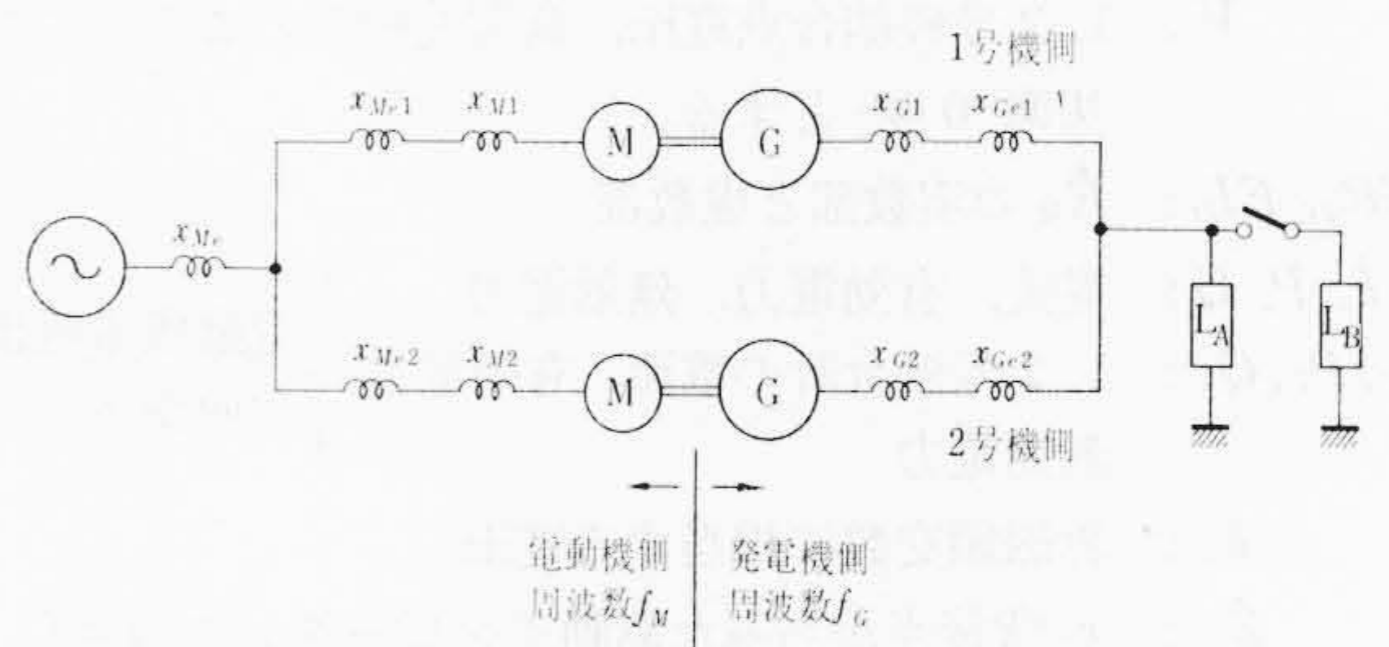 1号機側
x_{Me1} x_{M1} M G x_{G1} x_{Ge1}
x_{Me}
L_A L_B
x_{Me2} x_{M2} M G x_{G2} x_{Ge2}
2号機側
電動機側 発電機側
周波数f_M 周波数f_G